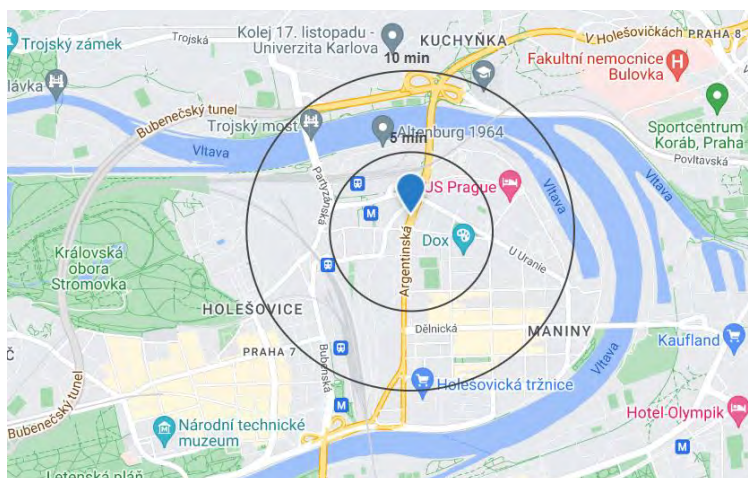 Trojský zámek
Trojská
Kolej 17. listopadu -
Univerzita Karlova
KUCHYŇKA
V Holešovičkách
PRAHA 8
10 min
Fakultní nemocnice
Bulovka
lávka
Bubenečský tunel
Trojský most
Altenburg 1964
Sportcentrum
Koráb, Praha
5 min
Povltavská
Vltava
Partyzánská
M
US Prague
Vltava
Vltava
Královská
obora
Stromovka
Dox
U Uranie
Argentinská
HOLEŠOVICE
Dělnická
MANINY
Kaufland
Č
PRAHA 7
Bubenská
Vltava
Holesovická tržnice
Bubenečský tunel
M
Hotel Olympik
Národní technické
muzeum
M
Letenská pláň